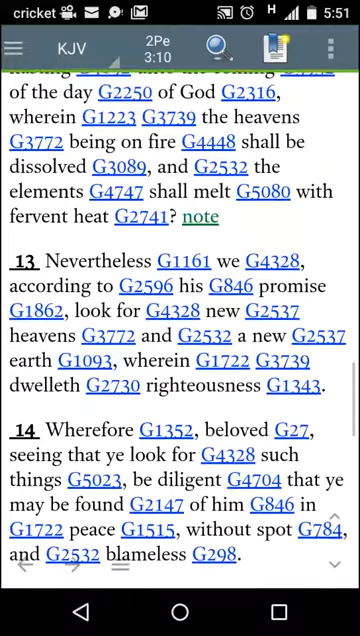 cricket H 5:51
KJV 2Pe 3:10
of the day G2250 of God G2316,
wherein G1223 G3739 the heavens
G3772 being on fire G4448 shall be
dissolved G3089, and G2532 the
elements G4747 shall melt G5080 with
fervent heat G2741? note
13 Nevertheless G1161 we G4328,
according to G2596 his G846 promise
G1862, look for G4328 new G2537
heavens G3772 and G2532 a new G2537
earth G1093, wherein G1722 G3739
dwelleth G2730 righteousness G1343.
14 Wherefore G1352, beloved G27,
seeing that ye look for G4328 such
things G5023, be diligent G4704 that ye
may be found G2147 of him G846 in
G1722 peace G1515, without spot G784,
and G2532 blameless G298.